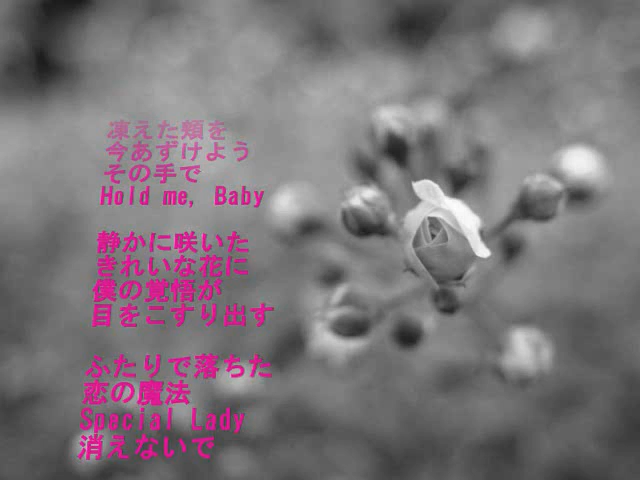 凍えた頬を
今あずけよう
その手で
Hold me, Baby
静かに咲いた
きれいな花に
僕の覚悟が
目をこすり出す
ふたりで落ちた
恋の魔法
Special Lady
消えないで